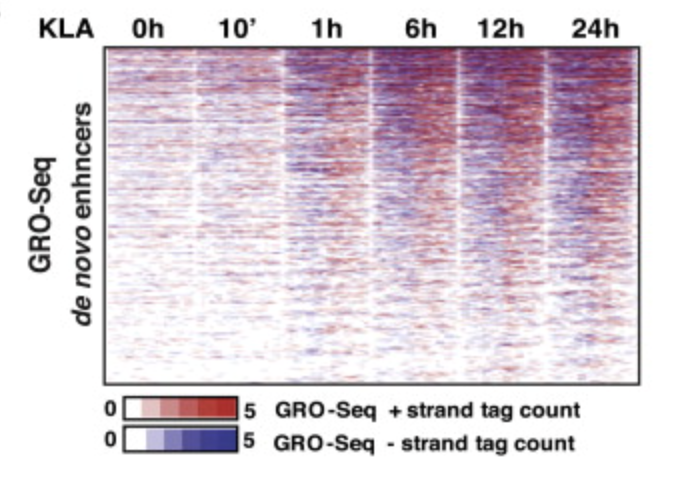 KLA 0h 10' 1h 6h 12h 24h
GRO-Seq
de novo enhncers
0 5 GRO-Seq + strand tag count
0 5 GRO-Seq - strand tag count